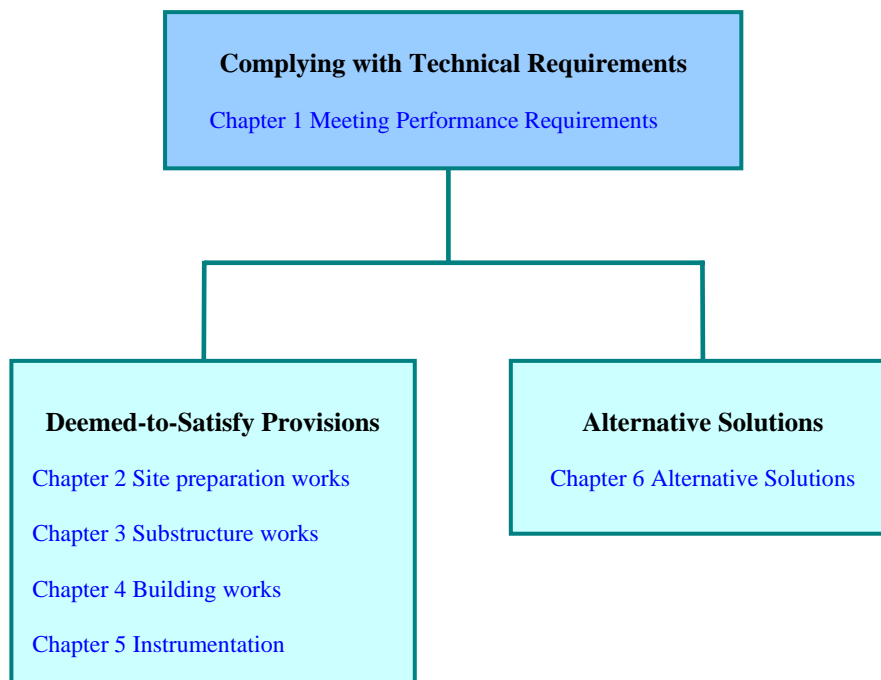 Complying with Technical Requirements
Chapter 1 Meeting Performance Requirements
Deemed-to-Satisfy Provisions
Chapter 2 Site preparation works
Chapter 3 Substructure works
Chapter 4 Building works
Chapter 5 Instrumentation
Alternative Solutions
Chapter 6 Alternative Solutions